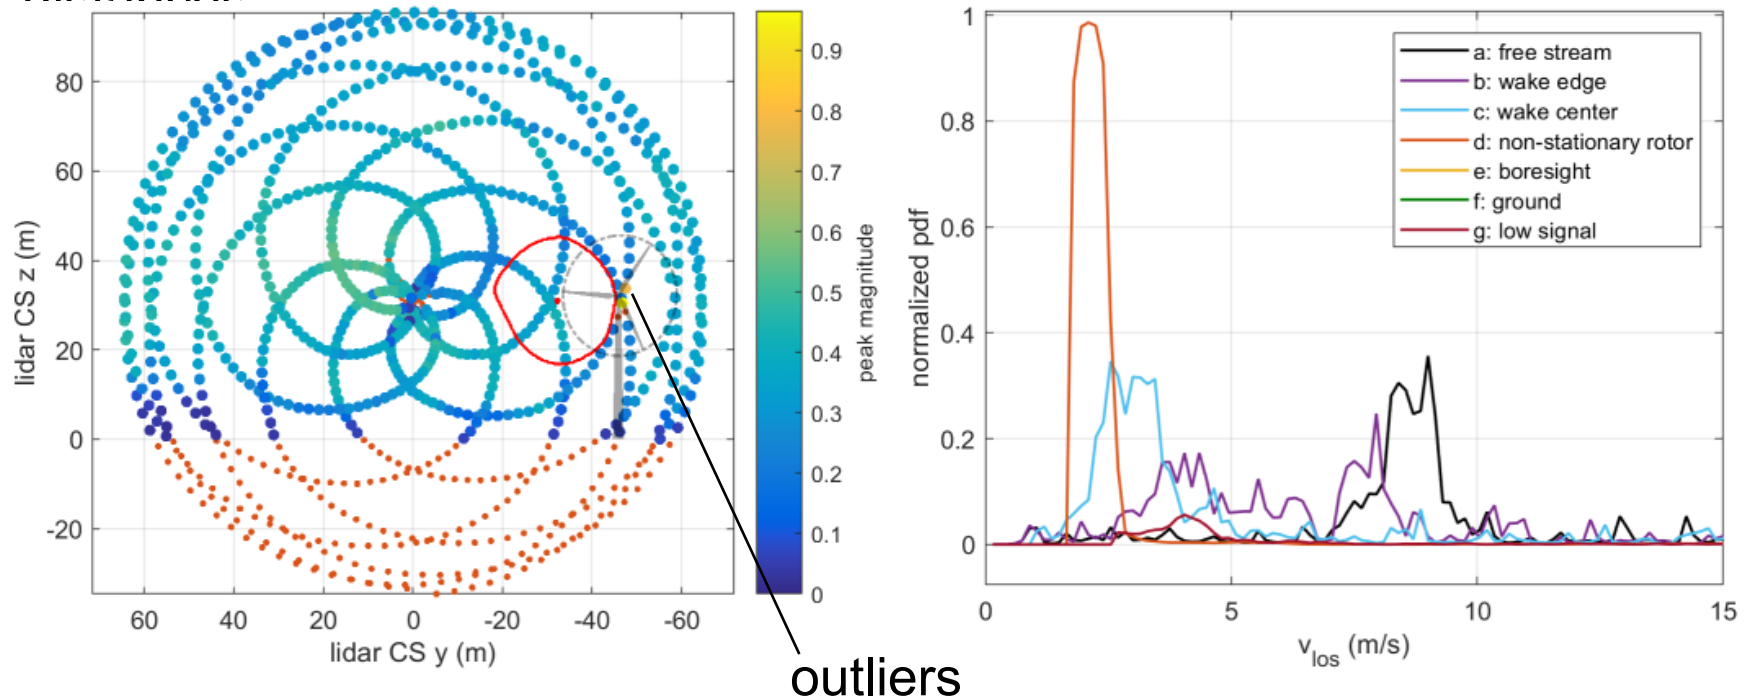 80
60
40
20
0
-20
lidar CS z (m)
60
40
20
0
-20
-40
-60
lidar CS y (m)
0.9
0.8
0.7
0.6
0.5
0.4
0.3
0.2
0.1
0
peak magnitude
outliers
1
0.8
0.6
0.4
0.2
0
normalized pdf
0
5
10
15
v_los (m/s)
a: free stream
b: wake edge
c: wake center
d: non-stationary rotor
e: boresight
f: ground
g: low signal